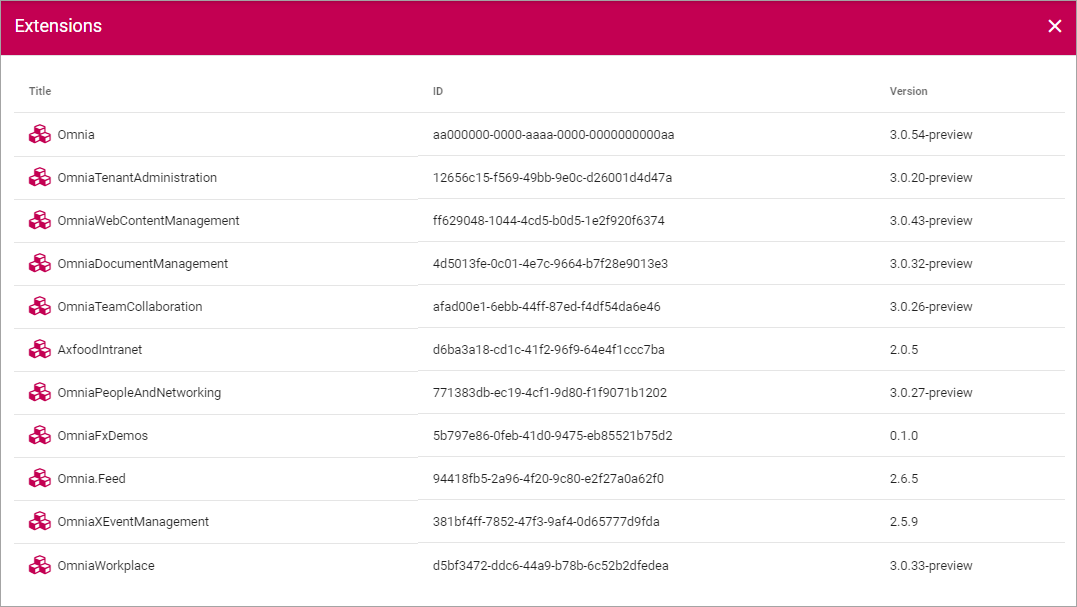 Extensions
Title ID Version
Omnia aa000000-0000-aaaa-0000-0000000000aa 3.0.54-preview
OmniaTenantAdministration 12656c15-f569-49bb-9e0c-d26001d4d47a 3.0.20-preview
OmniaWebContentManagement ff629048-1044-4cd5-b0d5-1e2f920f6374 3.0.43-preview
OmniaDocumentManagement 4d5013fe-0c01-4e7c-9664-b7f28e9013e3 3.0.32-preview
OmniaTeamCollaboration afad00e1-6ebb-44ff-87ed-f4df54da6e46 3.0.26-preview
AxfoodIntranet d6ba3a18-cd1c-41f2-96f9-64e4f1ccc7ba 2.0.5
OmniaPeopleAndNetworking 771383db-ec19-4cf1-9d80-f1f9071b1202 3.0.27-preview
OmniaFxDemos 5b797e86-0feb-41d0-9475-eb85521b75d2 0.1.0
Omnia.Feed 94418fb5-2a96-4f20-9c80-e2f27a0a62f0 2.6.5
OmniaXEventManagement 381bf4ff-7852-47f3-9af4-0d65777d9fda 2.5.9
OmniaWorkplace d5bf3472-ddc6-44a9-b78b-6c52b2dfedea 3.0.33-preview